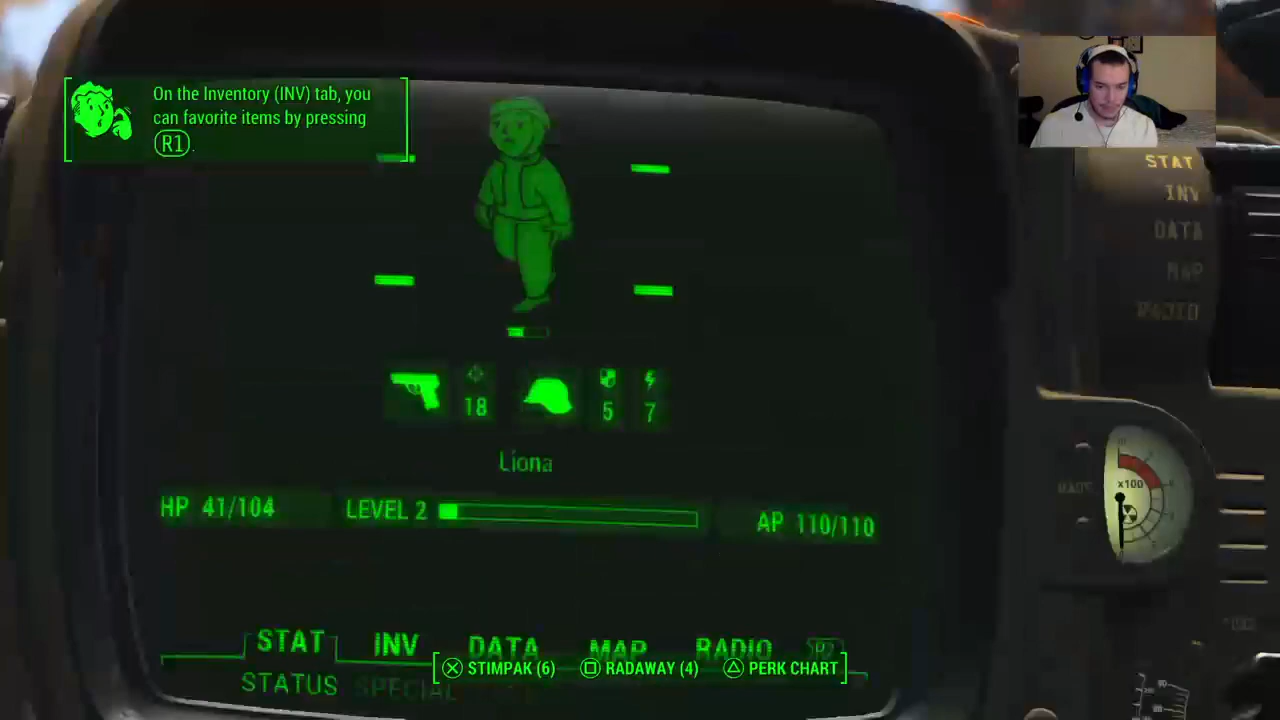 On the Inventory (INV) tab, you
can favorite items by pressing
R1.
STAT
INV
DATA
MAP
RADIO
18
5
7
Liona
HP 41/104
LEVEL 2
AP 110/110
RADS
x100
STAT INV DATA MAP RADIO R2
STIMPAK (6) RADAWAY (4) PERK CHART
STATUS SPECIAL